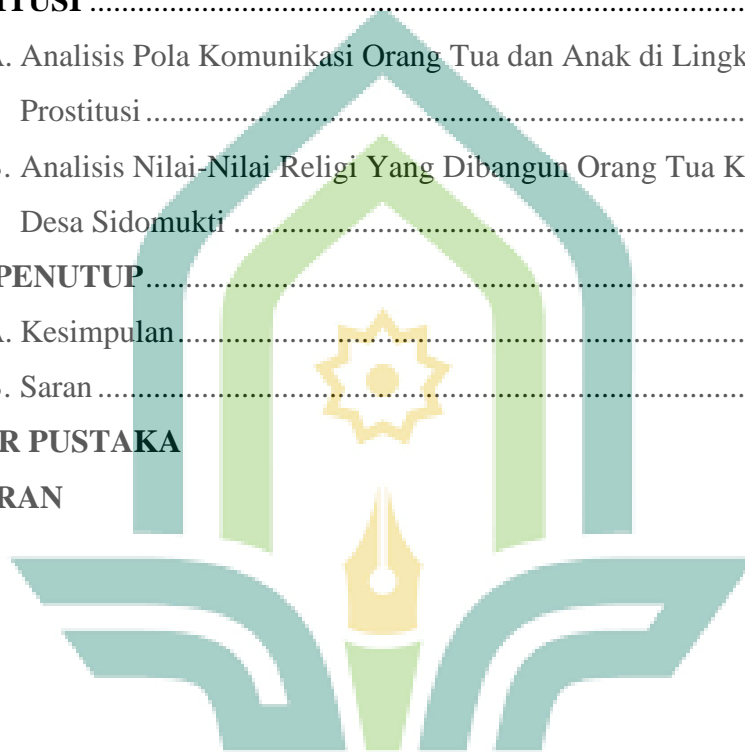 ITUSI ........................................................................
A. Analisis Pola Komunikasi Orang Tua dan Anak di Lingk
Prostitusi ........................................................................
. Analisis Nilai-Nilai Religi Yang Dibangun Orang Tua K
Desa Sidomukti ........................................................................
PENUTUP ........................................................................
A. Kesimpulan ........................................................................
. Saran ........................................................................
R PUSTAKA
RAN